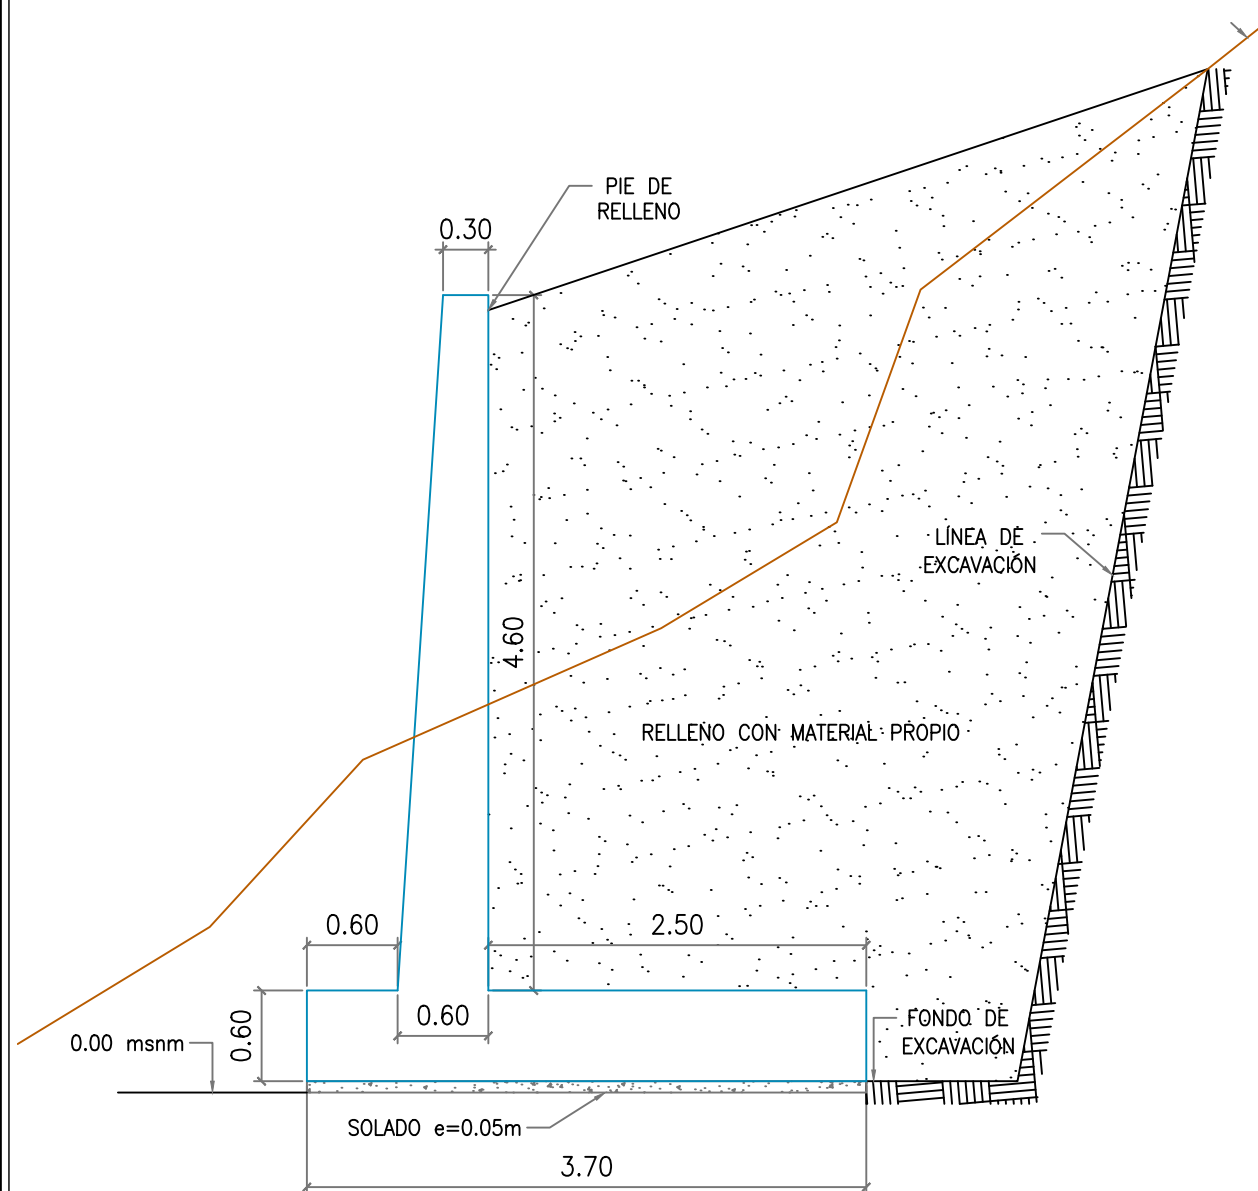 PIE DE
RELLENO
0.30
LÍNEA DE
EXCAVACIÓN
4.60
RELLENO CON MATERIAL PROPIO
0.60
2.50
0.60
0.60
FONDO DE
EXCAVACIÓN
0.00 msnm
SOLADO e=0.05m
3.70